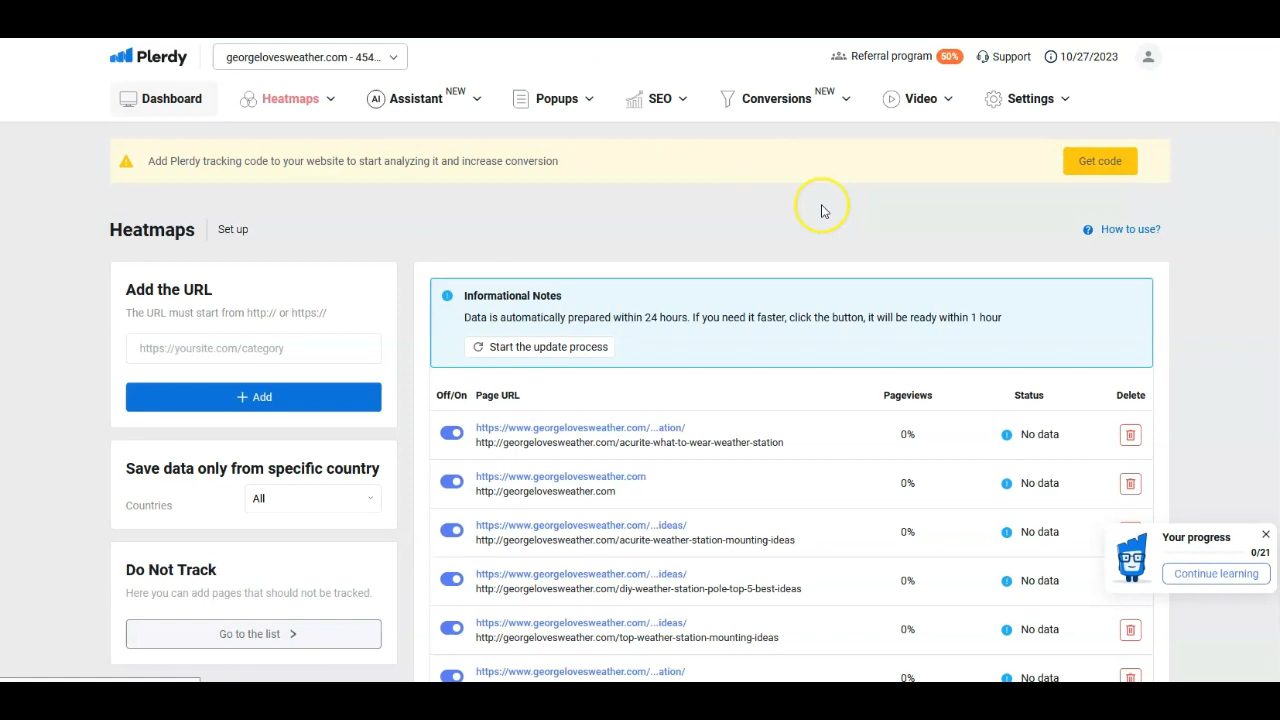 Plerdy
georgelovesweather.com - 454...
Referral program 50%
Support
10/27/2023
Dashboard
Heatmaps
AI Assistant NEW
Popups
SEO
Conversions NEW
Video
Settings
Add Plerdy tracking code to your website to start analyzing it and increase conversion
Get code
Heatmaps
Set up
How to use?
Add the URL
The URL must start from http:// or https://
https://yoursite.com/category
+ Add
Save data only from specific country
Countries
All
Do Not Track
Here you can add pages that should not be tracked.
Go to the list >
Informational Notes
Data is automatically prepared within 24 hours. If you need it faster, click the button, it will be ready within 1 hour
Start the update process
Off/On Page URL Pageviews Status Delete
https://www.georgelovesweather.com/...ation/
http://georgelovesweather.com/acurite-what-to-wear-weather-station
0% No data
https://www.georgelovesweather.com
http://georgelovesweather.com
0% No data
https://www.georgelovesweather.com/...ideas/
http://georgelovesweather.com/acurite-weather-station-mounting-ideas
0% No data
https://www.georgelovesweather.com/...ideas/
http://georgelovesweather.com/diy-weather-station-pole-top-5-best-ideas
0% No data
https://www.georgelovesweather.com/...ideas/
http://georgelovesweather.com/top-weather-station-mounting-ideas
0% No data
https://www.georgelovesweather.com/...ation/
0% No data
Your progress
0/21
Continue learning